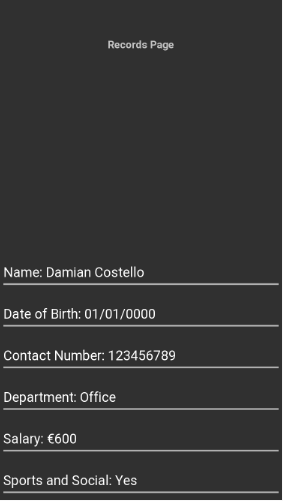 Records Page
Name: Damian Costello
Date of Birth: 01/01/0000
Contact Number: 123456789
Department: Office
Salary: €600
Sports and Social: Yes